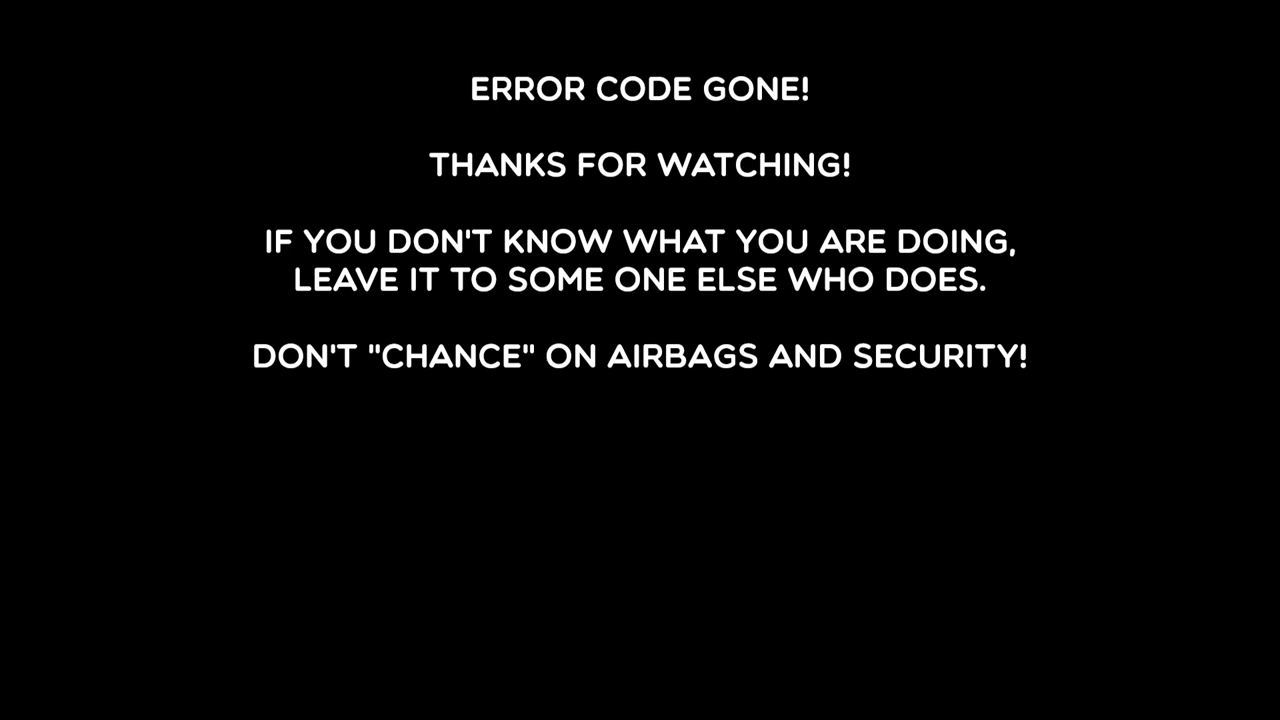 ERROR CODE GONE!
THANKS FOR WATCHING!
IF YOU DON'T KNOW WHAT YOU ARE DOING,
LEAVE IT TO SOME ONE ELSE WHO DOES.
DON'T "CHANCE" ON AIRBAGS AND SECURITY!